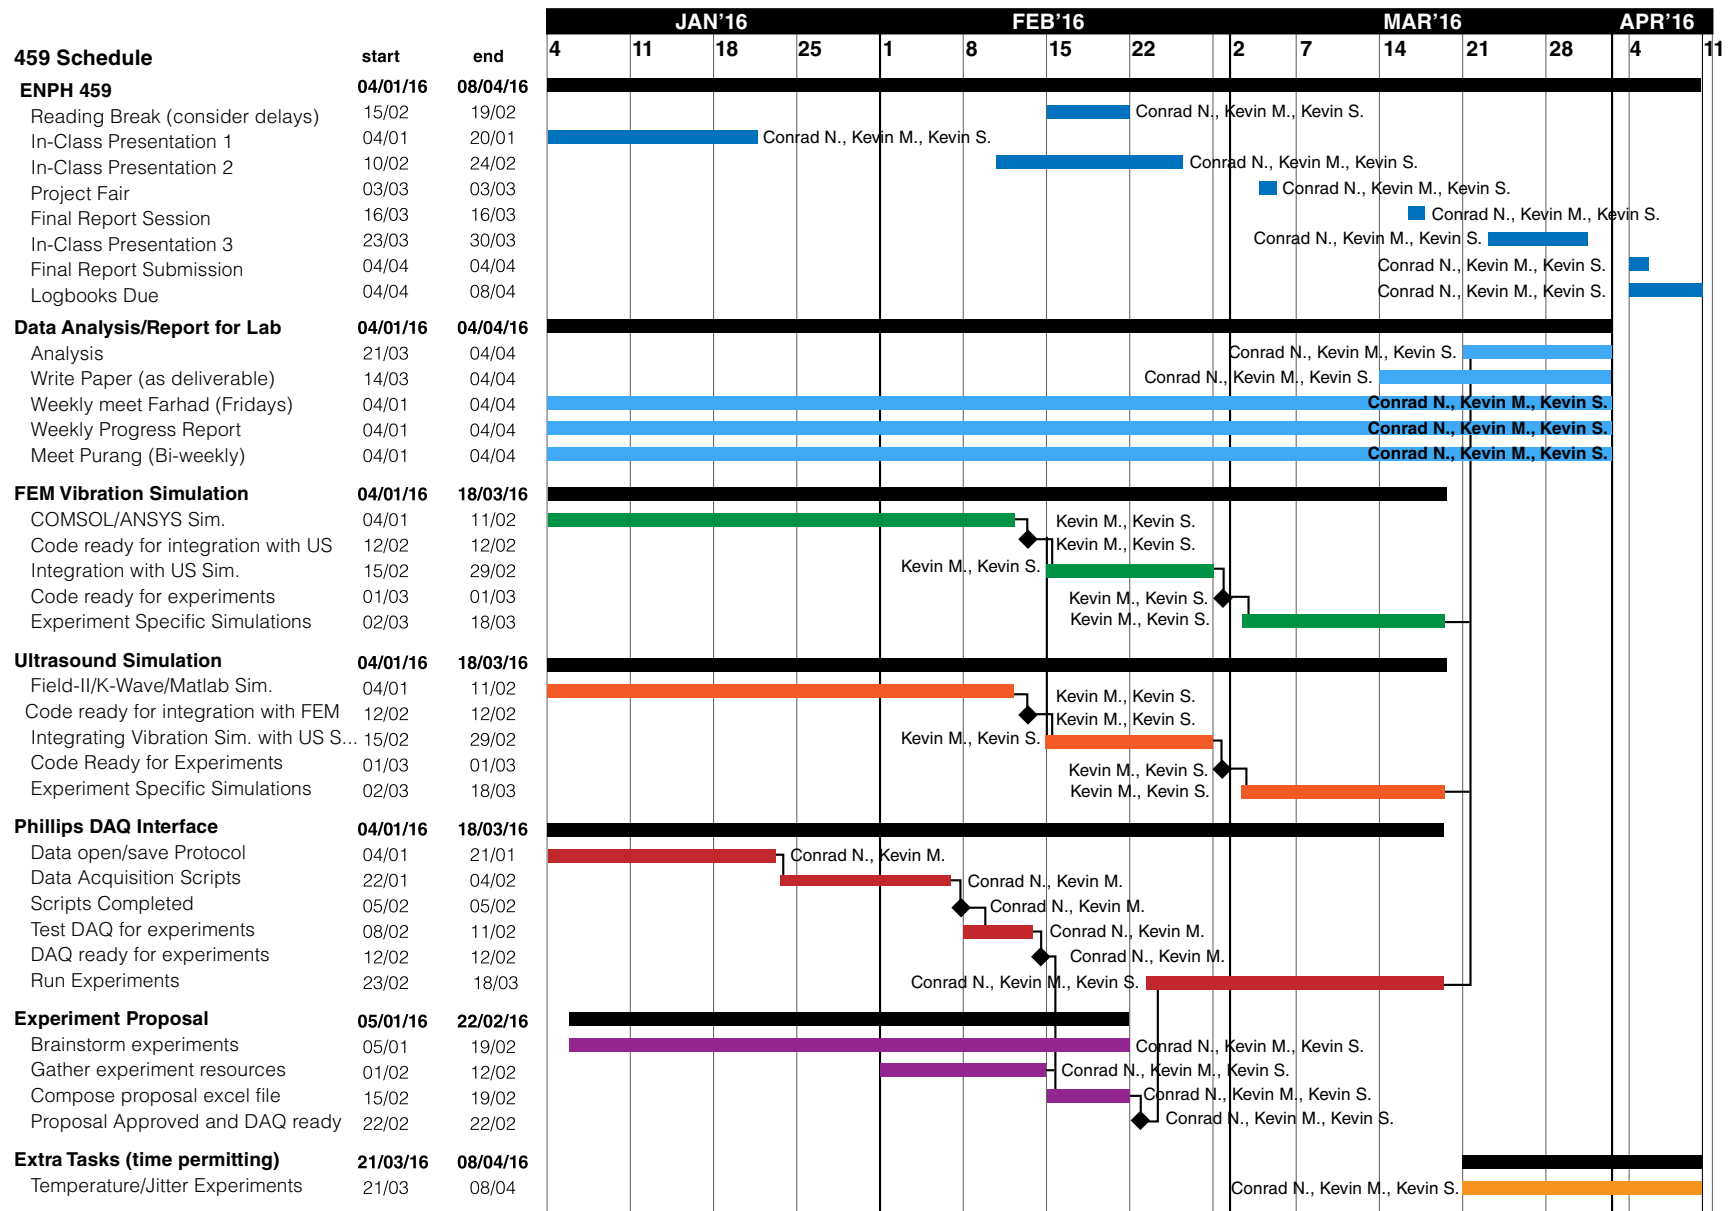 JAN'16 FEB'16 MAR'16 APR'16
4 11 18 25 1 8 15 22 2 7 14 21 28 4 11
459 Schedule start end
ENPH 459 04/01/16 08/04/16
Reading Break (consider delays) 15/02 19/02 Conrad N., Kevin M., Kevin S.
In-Class Presentation 1 04/01 20/01 Conrad N., Kevin M., Kevin S.
In-Class Presentation 2 10/02 24/02 Conrad N., Kevin M., Kevin S.
Project Fair 03/03 03/03 Conrad N., Kevin M., Kevin S.
Final Report Session 16/03 16/03 Conrad N., Kevin M., Kevin S.
In-Class Presentation 3 23/03 30/03 Conrad N., Kevin M., Kevin S.
Final Report Submission 04/04 04/04 Conrad N., Kevin M., Kevin S.
Logbooks Due 04/04 08/04 Conrad N., Kevin M., Kevin S.
Data Analysis/Report for Lab 04/01/16 04/04/16
Analysis 21/03 04/04 Conrad N., Kevin M., Kevin S.
Write Paper (as deliverable) 14/03 04/04 Conrad N., Kevin M., Kevin S.
Weekly meet Farhad (Fridays) 04/01 04/04 Conrad N., Kevin M., Kevin S.
Weekly Progress Report 04/01 04/04 Conrad N., Kevin M., Kevin S.
Meet Purang (Bi-weekly) 04/01 04/04 Conrad N., Kevin M., Kevin S.
FEM Vibration Simulation 04/01/16 18/03/16
COMSOL/ANSYS Sim. 04/01 11/02 Kevin M., Kevin S.
Code ready for integration with US 12/02 12/02 Kevin M., Kevin S.
Integration with US Sim. 15/02 29/02 Kevin M., Kevin S.
Code ready for experiments 01/03 01/03 Kevin M., Kevin S.
Experiment Specific Simulations 02/03 18/03 Kevin M., Kevin S.
Ultrasound Simulation 04/01/16 18/03/16
Field-II/K-Wave/Matlab Sim. 04/01 11/02 Kevin M., Kevin S.
Code ready for integration with FEM 12/02 12/02 Kevin M., Kevin S.
Integrating Vibration Sim. with US S... 15/02 29/02 Kevin M., Kevin S.
Code Ready for Experiments 01/03 01/03 Kevin M., Kevin S.
Experiment Specific Simulations 02/03 18/03 Kevin M., Kevin S.
Phillips DAQ Interface 04/01/16 18/03/16
Data open/save Protocol 04/01 21/01 Conrad N., Kevin M.
Data Acquisition Scripts 22/01 04/02 Conrad N., Kevin M.
Scripts Completed 05/02 05/02 Conrad N., Kevin M.
Test DAQ for experiments 08/02 11/02 Conrad N., Kevin M.
DAQ ready for experiments 12/02 12/02 Conrad N., Kevin M.
Run Experiments 23/02 18/03 Conrad N., Kevin M., Kevin S.
Experiment Proposal 05/01/16 22/02/16
Brainstorm experiments 05/01 19/02 Conrad N., Kevin M., Kevin S.
Gather experiment resources 01/02 12/02 Conrad N., Kevin M., Kevin S.
Compose proposal excel file 15/02 19/02 Conrad N., Kevin M., Kevin S.
Proposal Approved and DAQ ready 22/02 22/02 Conrad N., Kevin M., Kevin S.
Extra Tasks (time permitting) 21/03/16 08/04/16
Temperature/Jitter Experiments 21/03 08/04 Conrad N., Kevin M., Kevin S.